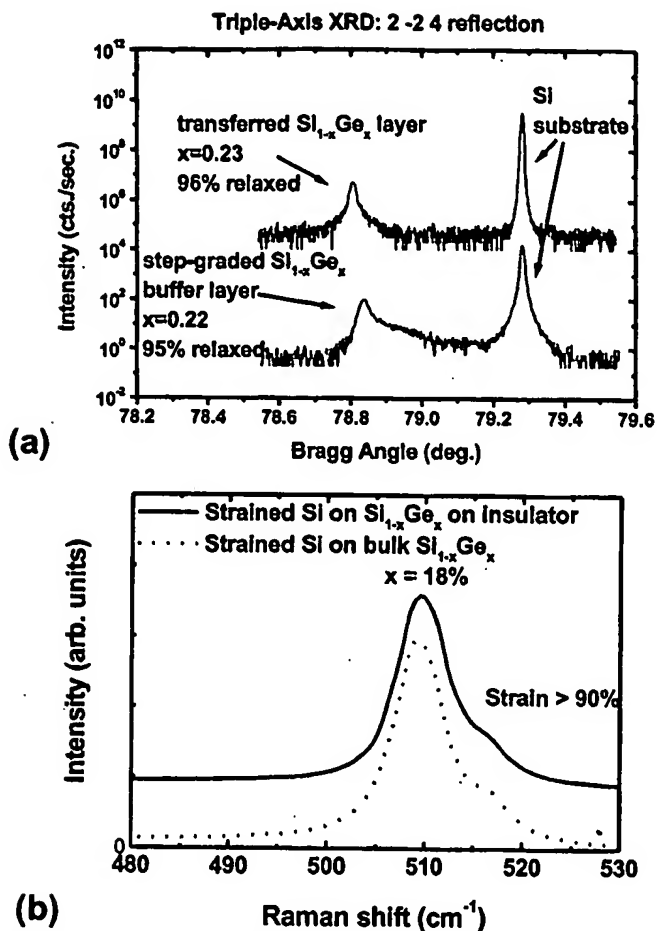 Triple-Axis XRD: 2 -2 4 reflection
Intensity (cts./sec.)
10¹²
10¹⁰
10⁸
10⁶
10⁴
10²
10⁰
10⁻²
transferred Si₁₋ₓGeₓ layer
x=0.23
96% relaxed
Si
substrate
step-graded Si₁₋ₓGeₓ
buffer layer
x=0.22
95% relaxed
78.2 78.4 78.6 78.8 79.0 79.2 79.4 79.6
Bragg Angle (deg.)
(a)
Strained Si on Si₁₋ₓGeₓ on insulator
Strained Si on bulk Si₁₋ₓGeₓ
x = 18%
Strain > 90%
Intensity (arb. units)
0
480 490 500 510 520 530
Raman shift (cm⁻¹)
(b)